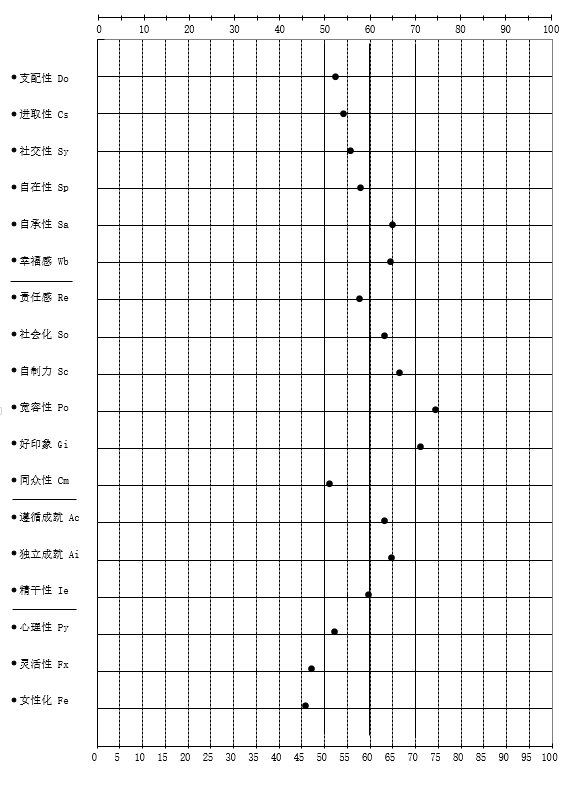 0 10 20 30 40 50 60 70 80 90 100
支配性 Do
进取性 Cs
社交性 Sy
自在性 Sp
自承性 Sa
幸福感 Wb
责任感 Re
社会化 So
自制力 Sc
宽容性 Po
好印象 Gi
同众性 Cm
遵循成就 Ac
独立成就 Ai
精干性 Ie
心理性 Py
灵活性 Fx
女性化 Fe
0 5 10 15 20 25 30 35 40 45 50 55 60 65 70 75 80 85 90 95 100